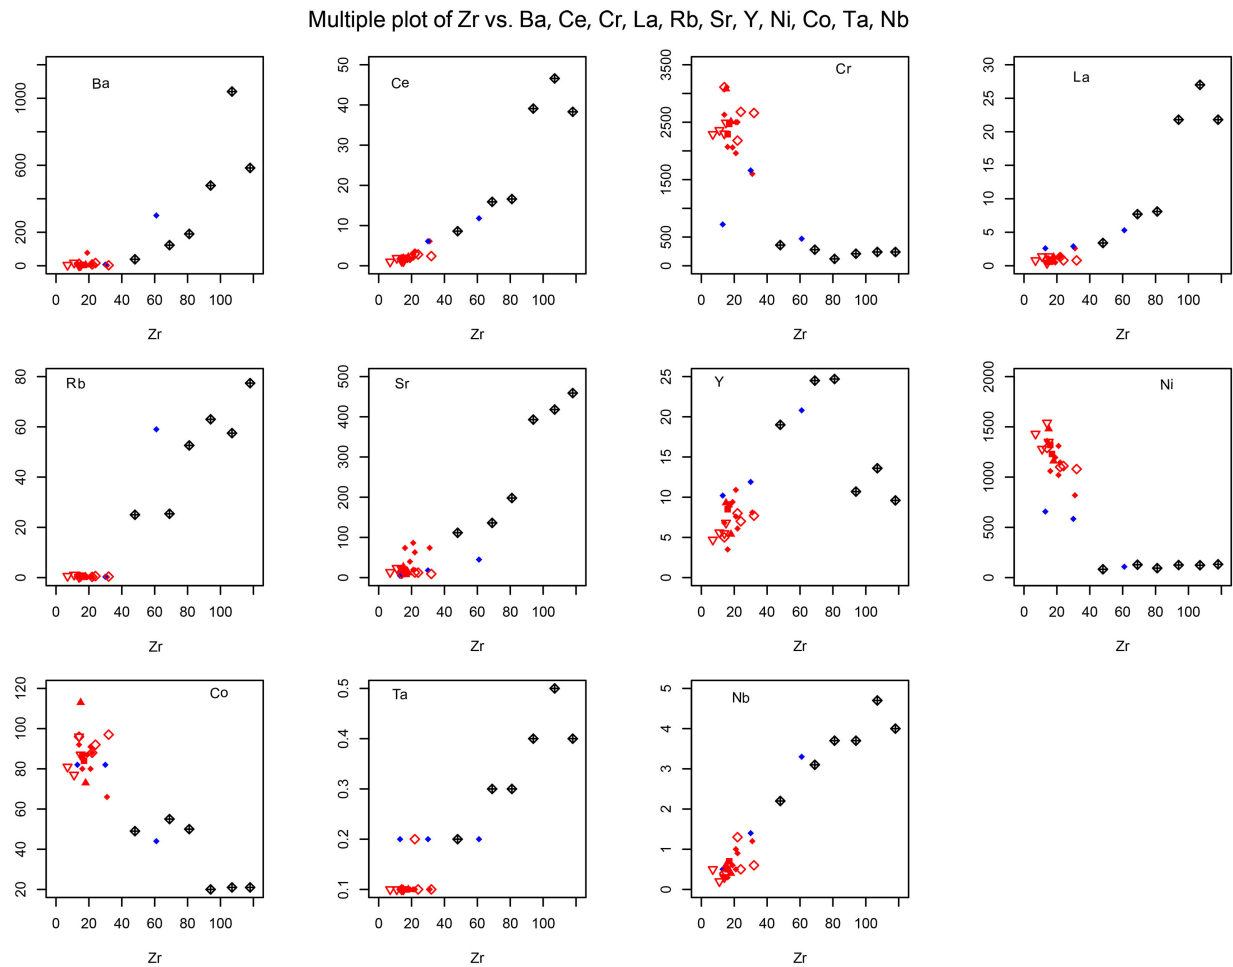 Multiple plot of Zr vs. Ba, Ce, Cr, La, Rb, Sr, Y, Ni, Co, Ta, Nb
Ba
0 200 600 1000
0 20 40 60 80 100
Zr
Ce
0 10 20 30 40 50
0 20 40 60 80 100
Zr
Cr
0 500 1500 2500 3500
0 20 40 60 80 100
Zr
La
0 5 10 15 20 25 30
0 20 40 60 80 100
Zr
Rb
0 20 40 60 80
0 20 40 60 80 100
Zr
Sr
0 100 200 300 400 500
0 20 40 60 80 100
Zr
Y
0 5 10 15 20 25
0 20 40 60 80 100
Zr
Ni
0 500 1000 1500 2000
0 20 40 60 80 100
Zr
Co
20 40 60 80 100 120
0 20 40 60 80 100
Zr
Ta
0.1 0.2 0.3 0.4 0.5
0 20 40 60 80 100
Zr
Nb
0 1 2 3 4 5
0 20 40 60 80 100
Zr